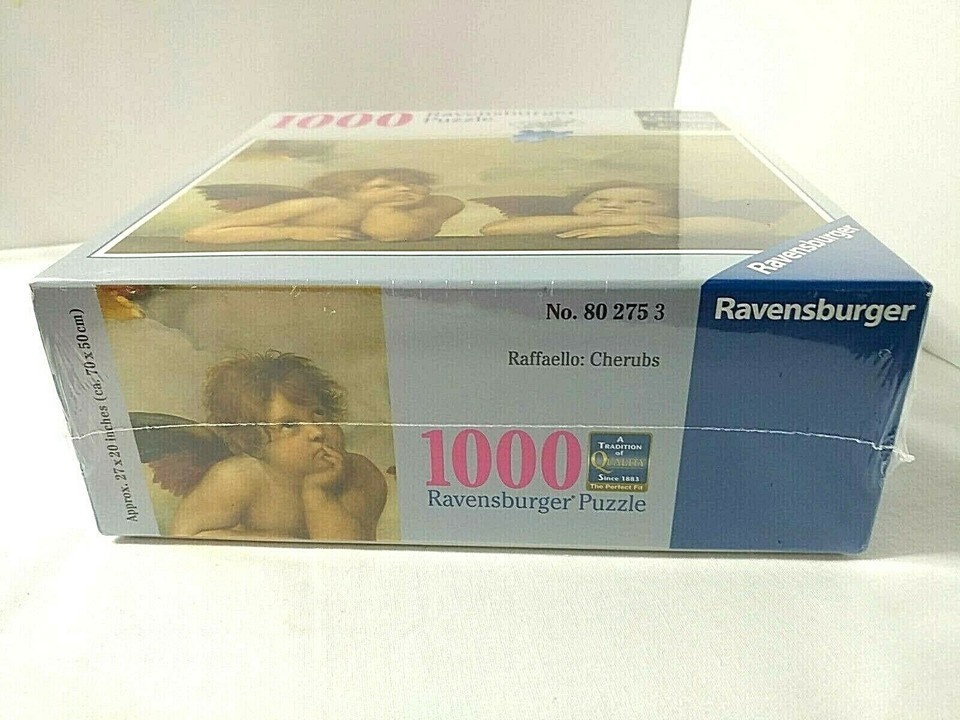 1000
Ravensburger
Puzzle
Ravensburger
Approx. 27 x 20 inches (ca. 70 x 50 cm)
No. 80 275 3
Raffaello: Cherubs
1000
Ravensburger® Puzzle
A
TRADITION
of
QUALITY
Since 1883
The Perfect Fit
Ravensburger